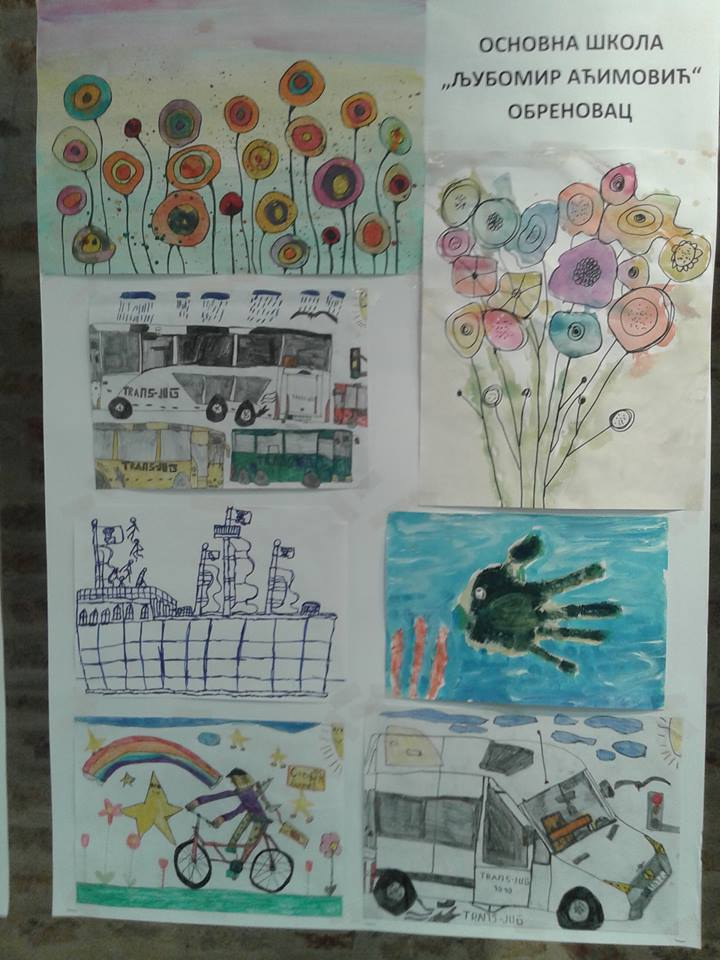 ОСНОВНА ШКОЛА
„ЉУБОМИР АЋИМОВИЋ“
ОБРЕНОВАЦ
TRANS-JUG
TRANS-JUG
TRANS-JUG
TRANS-JUG